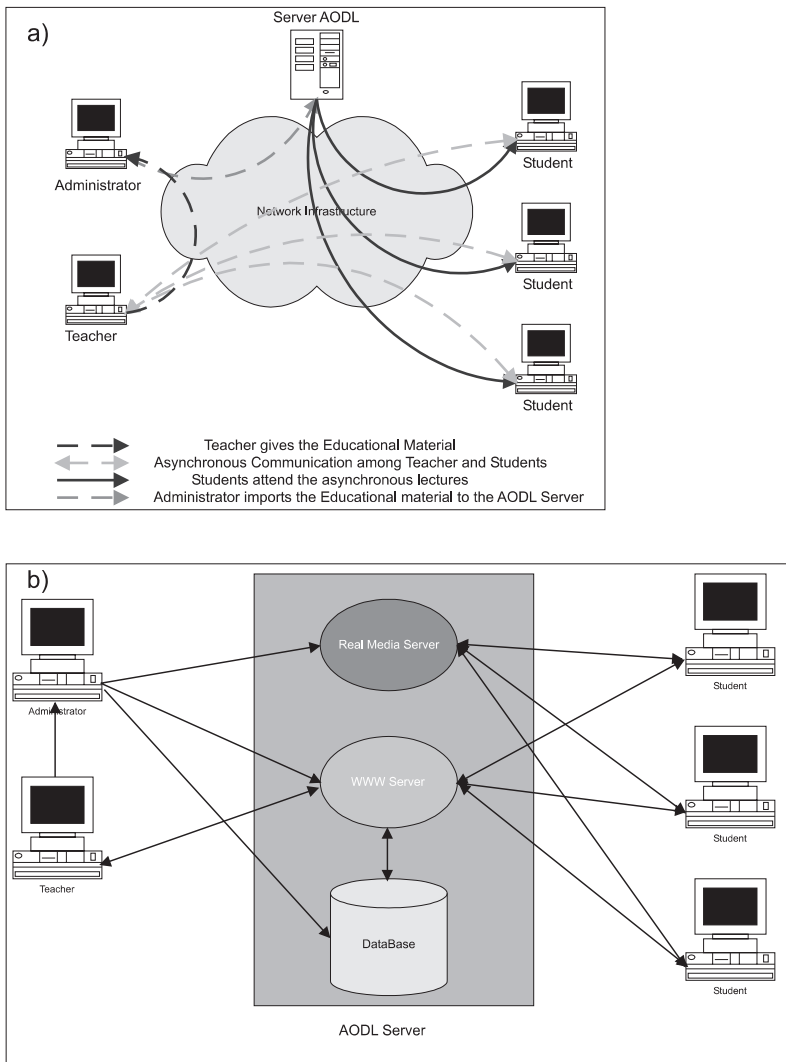 a)
Server AODL
Administrator
Student
Network Infrastructure
Student
Teacher
Student
Teacher gives the Educational Material
Asynchronous Communication among Teacher and Students
Students attend the asynchronous lectures
Administrator imports the Educational material to the AODL Server
b)
Real Media Server
Student
Administrator
WWW Server
Student
Teacher
DataBase
Student
AODL Server